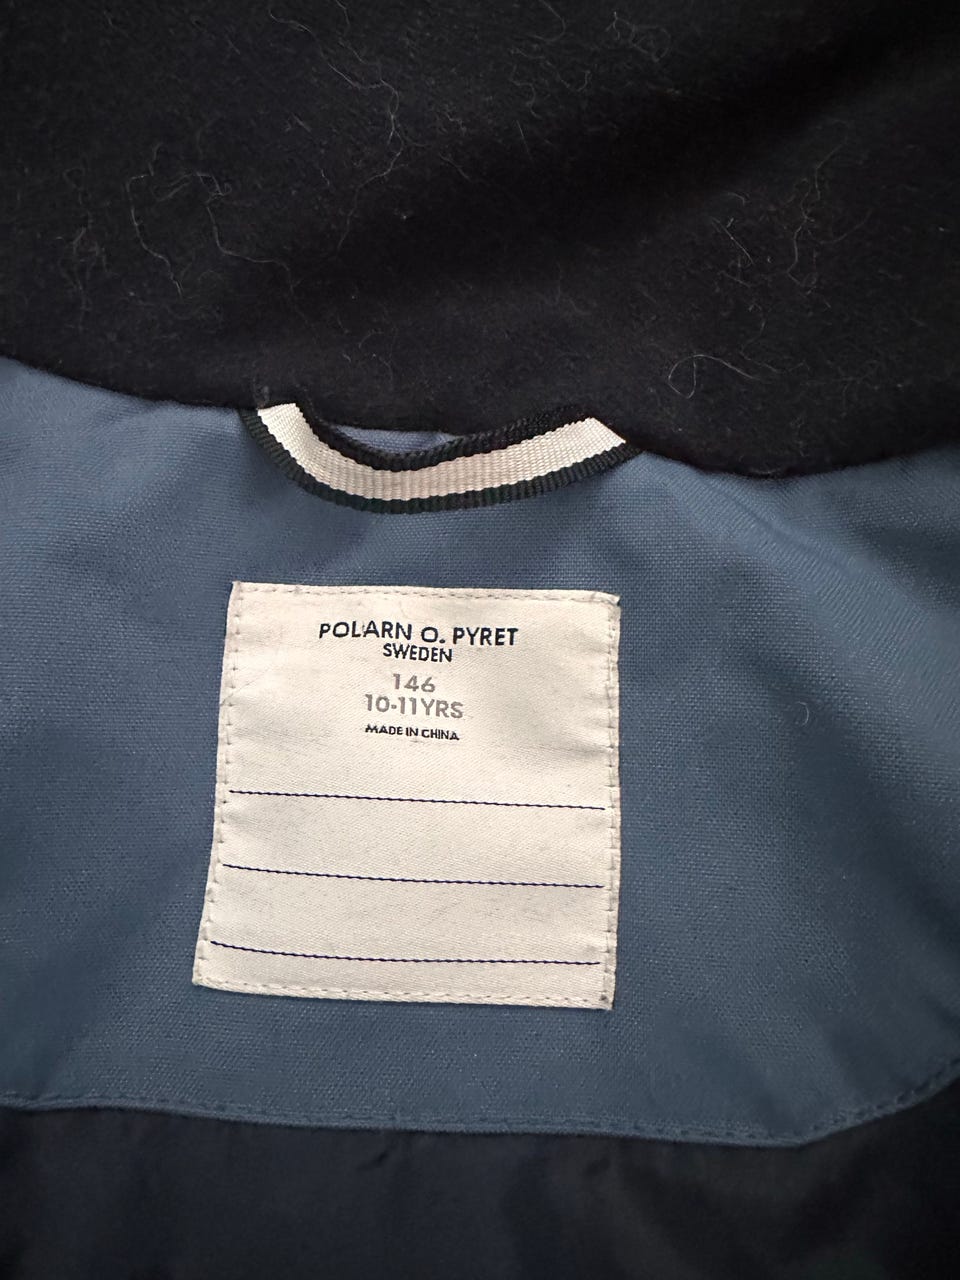 POLARN O. PYRET
SWEDEN
146
10-11YRS
MADE IN CHINA